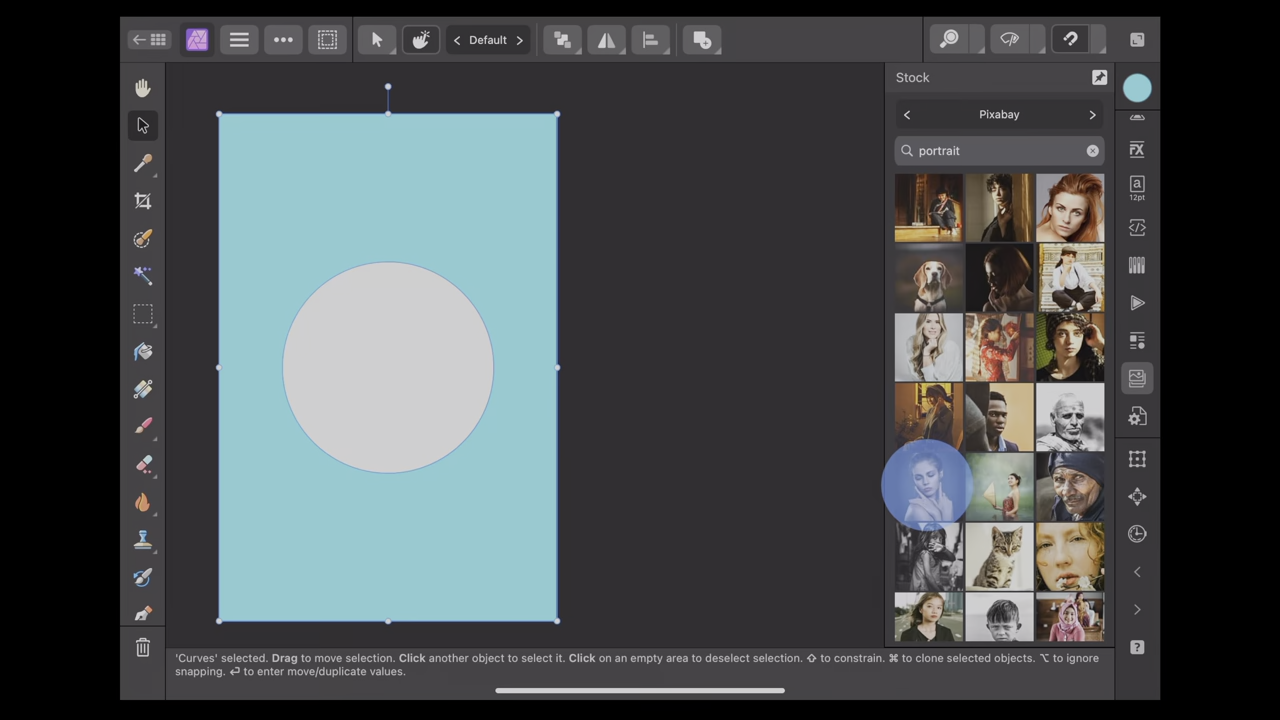 Default
Stock
Pixabay
portrait
a
12pt
'Curves' selected. Drag to move selection. Click another object to select it. Click on an empty area to deselect selection. ⇧ to constrain. ⌘ to clone selected objects. ⌥ to ignore
snapping. ⏎ to enter move/duplicate values.
FX
?